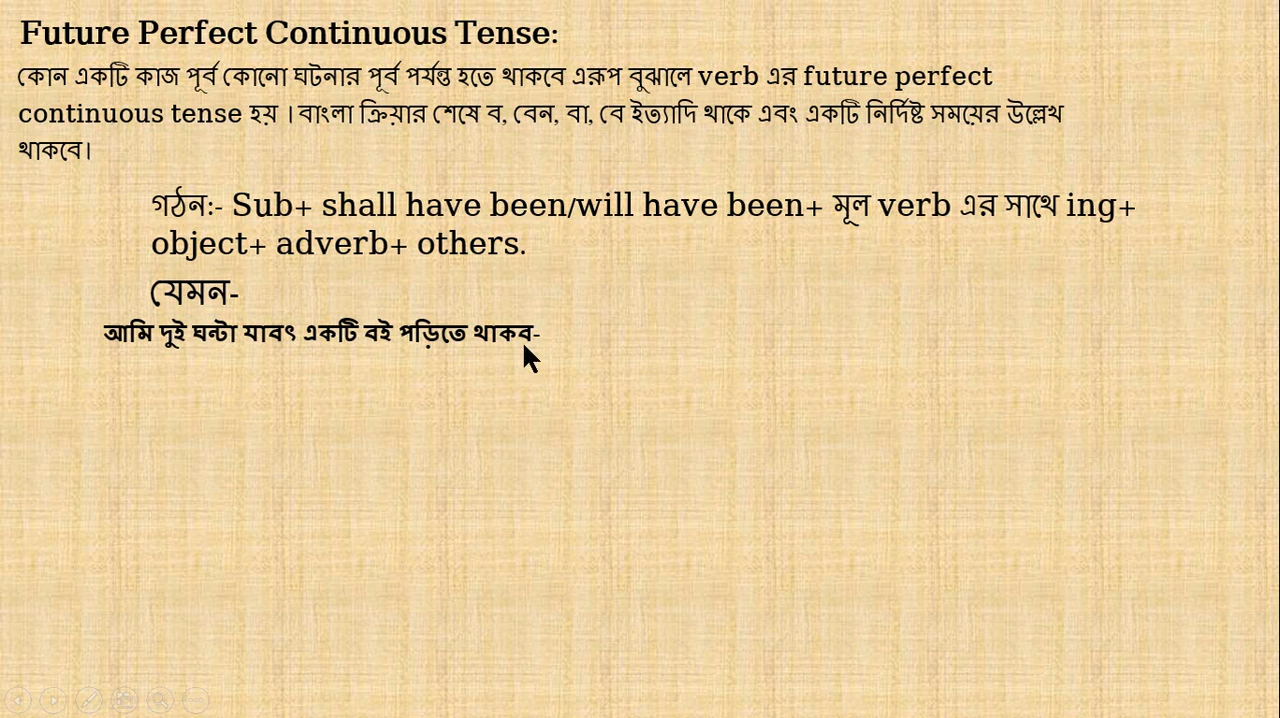 Future Perfect Continuous Tense:
কোন একটি কাজ পূর্ব কোনো ঘটনার পূর্ব পর্যন্ত হতে থাকবে এরূপ বুঝালে verb এর future perfect
continuous tense হয় । বাংলা ক্রিয়ার শেষে ব, বেন, বা, বে ইত্যাদি থাকে এবং একটি নির্দিষ্ট সময়ের উল্লেখ
থাকবে।
গঠন:- Sub+ shall have been/will have been+ মূল verb এর সাথে ing+
object+ adverb+ others.
যেমন-
আমি দুই ঘন্টা যাবৎ একটি বই পড়িতে থাকব-